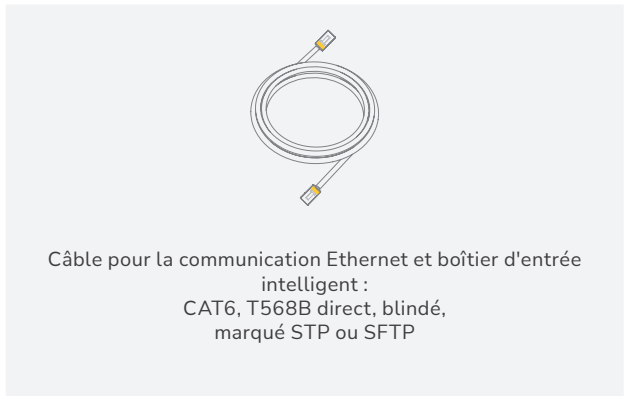 Câble pour la communication Ethernet et boîtier d'entrée
intelligent :
CAT6, T568B direct, blindé,
marqué STP ou SFTP